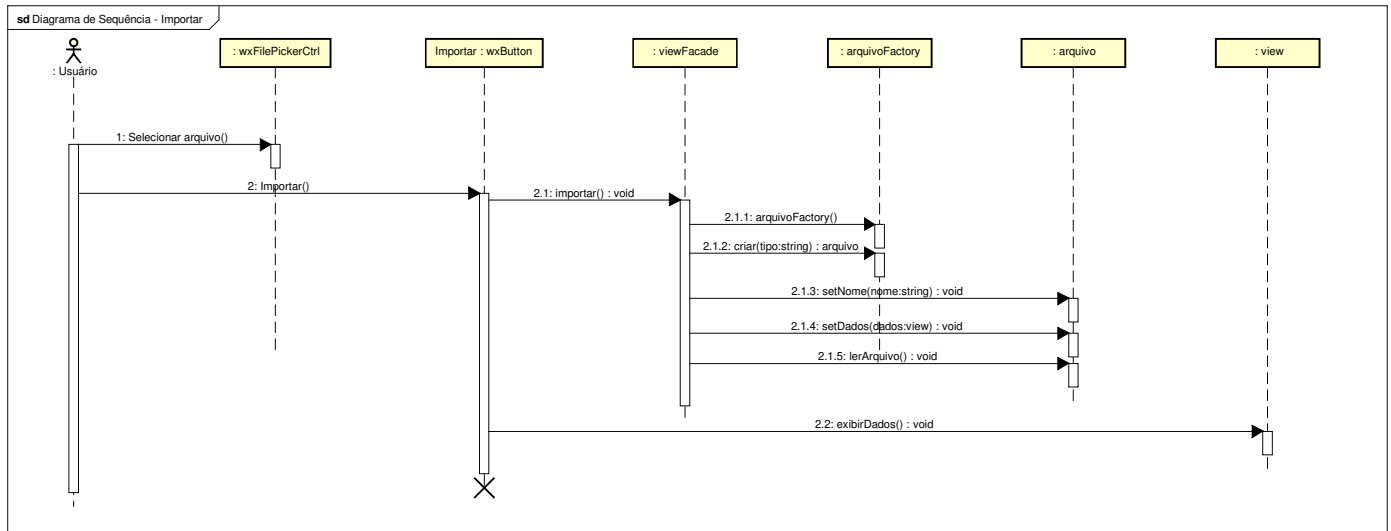 sd Diagrama de Sequência - Importar
: Usuário
: wxFilePickerCtrl
Importar : wxButton
: viewFacade
: arquivoFactory
: arquivo
: view
1: Selecionar arquivo()
2: Importar()
2.1: importar() : void
2.1.1: arquivoFactory()
2.1.2: criar(tipo:string) : arquivo
2.1.3: setNome(nome:string) : void
2.1.4: setDados(dados:view) : void
2.1.5: lerArquivo() : void
2.2: exibirDados() : void